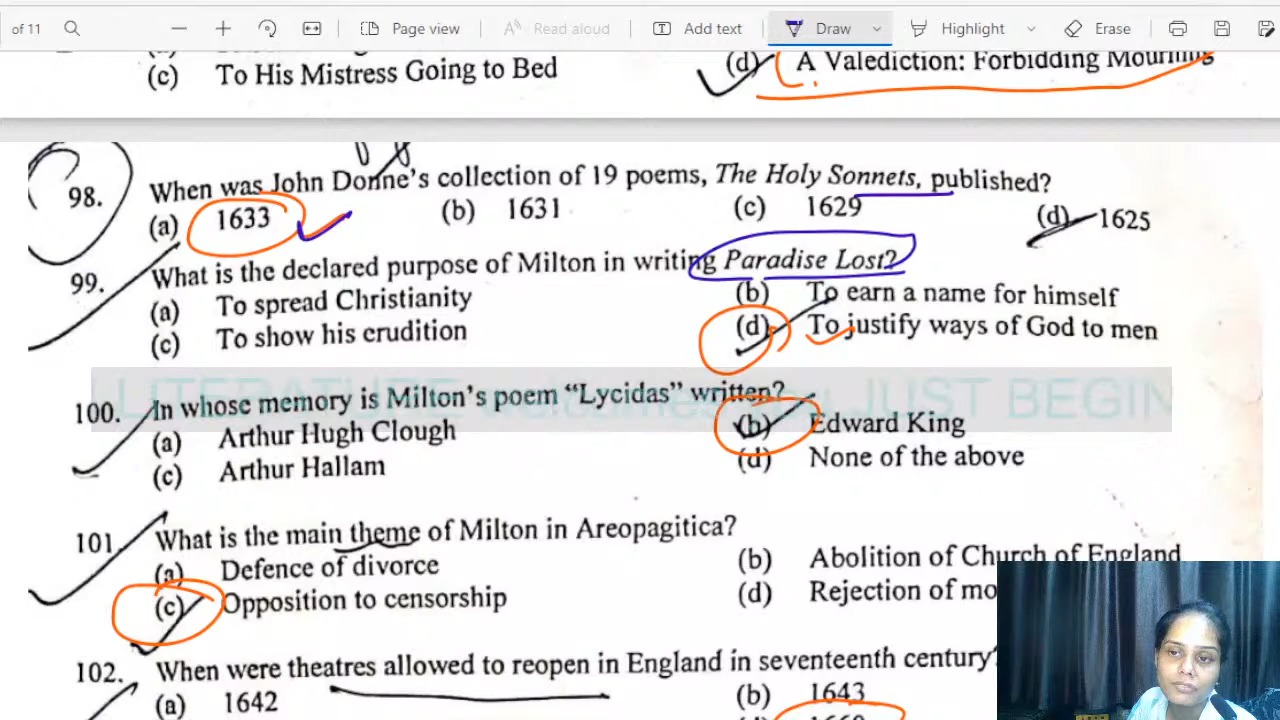 of 11 Page view Read aloud Add text Draw Highlight Erase
(c) To His Mistress Going to Bed (d) A Valediction: Forbidding Mourning
98. When was John Donne's collection of 19 poems, The Holy Sonnets, published?
(a) 1633 (b) 1631 (c) 1629 (d) 1625
99. What is the declared purpose of Milton in writing Paradise Lost?
(a) To spread Christianity (b) To earn a name for himself
(c) To show his erudition (d) To justify ways of God to men
LITERATURE JUST BEGIN
100. In whose memory is Milton's poem "Lycidas" written?
(a) Arthur Hugh Clough (b) Edward King
(c) Arthur Hallam (d) None of the above
101. What is the main theme of Milton in Areopagitica?
(a) Defence of divorce (b) Abolition of Church of England
(c) Opposition to censorship (d) Rejection of mo
102. When were theatres allowed to reopen in England in seventeenth century?
(a) 1642 (b) 1643